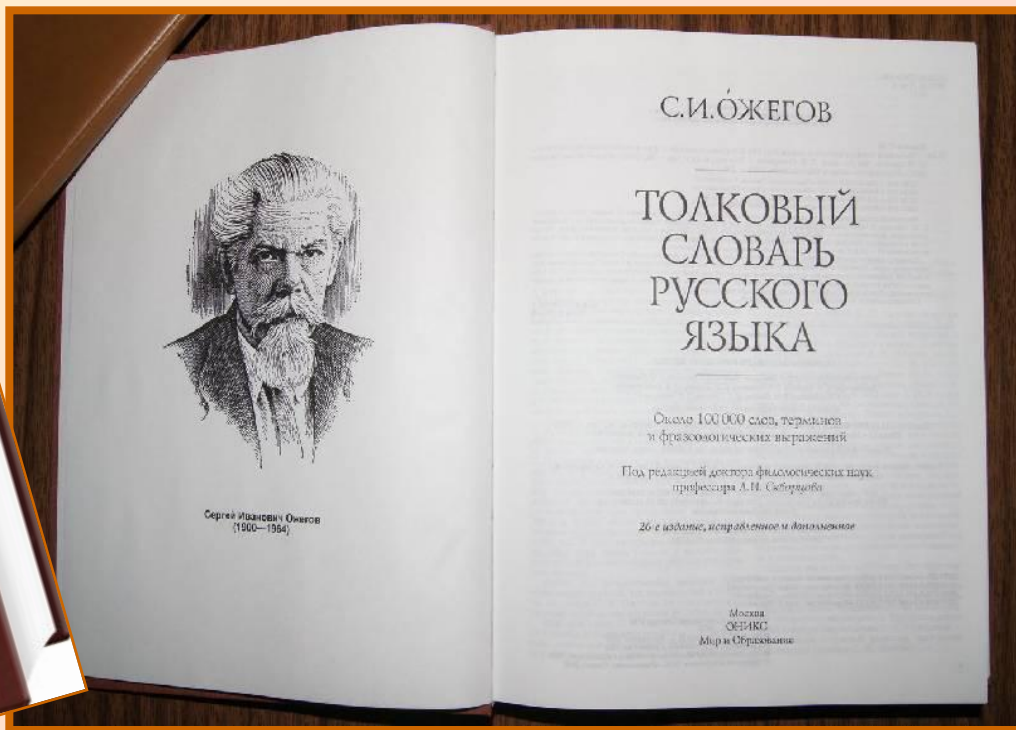 Сергей Иванович Ожегов
(1900—1964)
С.И. О́ЖЕГОВ
ТОЛКОВЫЙ
СЛОВАРЬ
РУССКОГО
ЯЗЫКА
Около 100 000 слов, терминов
и фразеологических выражений
Под редакцией доктора филологических наук
профессора Л.И. Скворцова
26-е издание, исправленное и дополненное
Москва
ОНИКС
Мир и Образование